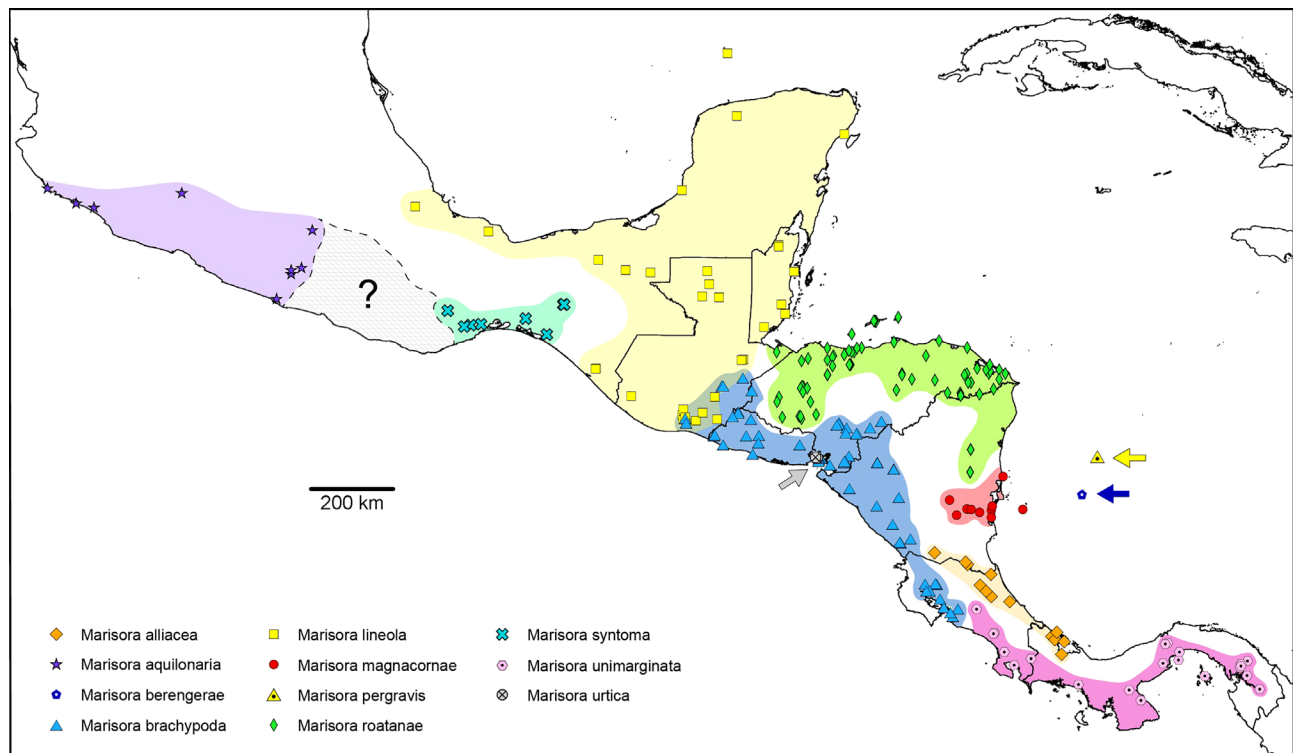 ?
200 km
Marisora alliacea
Marisora aquilonaria
Marisora berengerae
Marisora brachypoda
Marisora lineola
Marisora magnacornae
Marisora pergravis
Marisora roatanae
Marisora syntoma
Marisora unimarginata
Marisora urtica